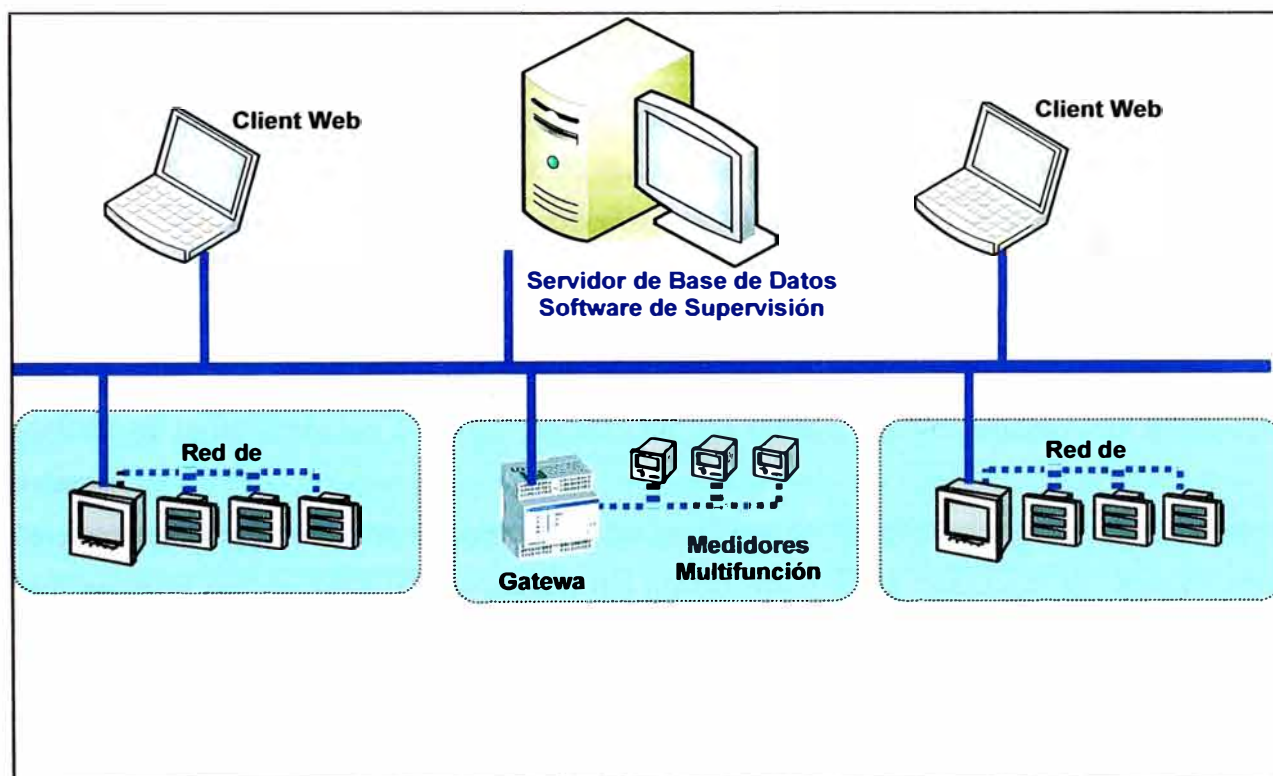 Client Web
Client Web
Servidor de Base de Datos
Software de Supervisión
Red de
Gatewa
Medidores
Multifunción
Red de